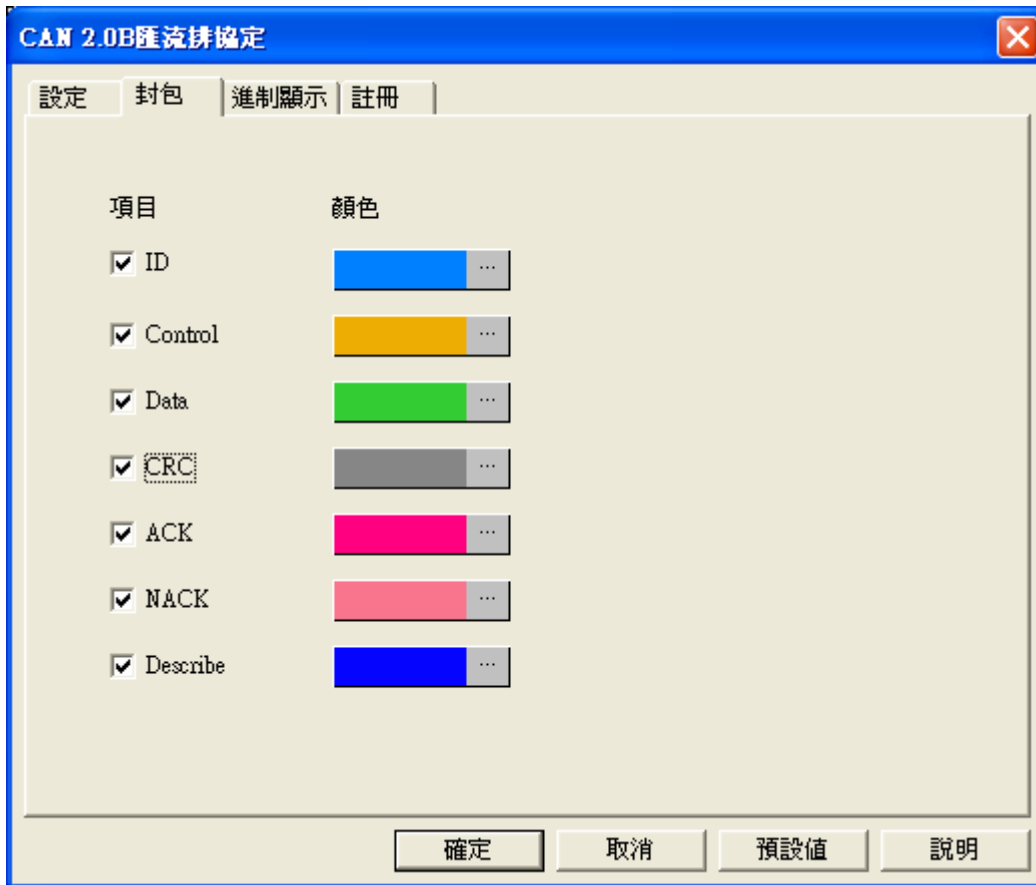 CAN 2.0B匯流排協定
設定 封包 進制顯示 註冊
項目 顏色
ID ...
Control ...
Data ...
CRC ...
ACK ...
NACK ...
Describe ...
確定 取消 預設值 說明